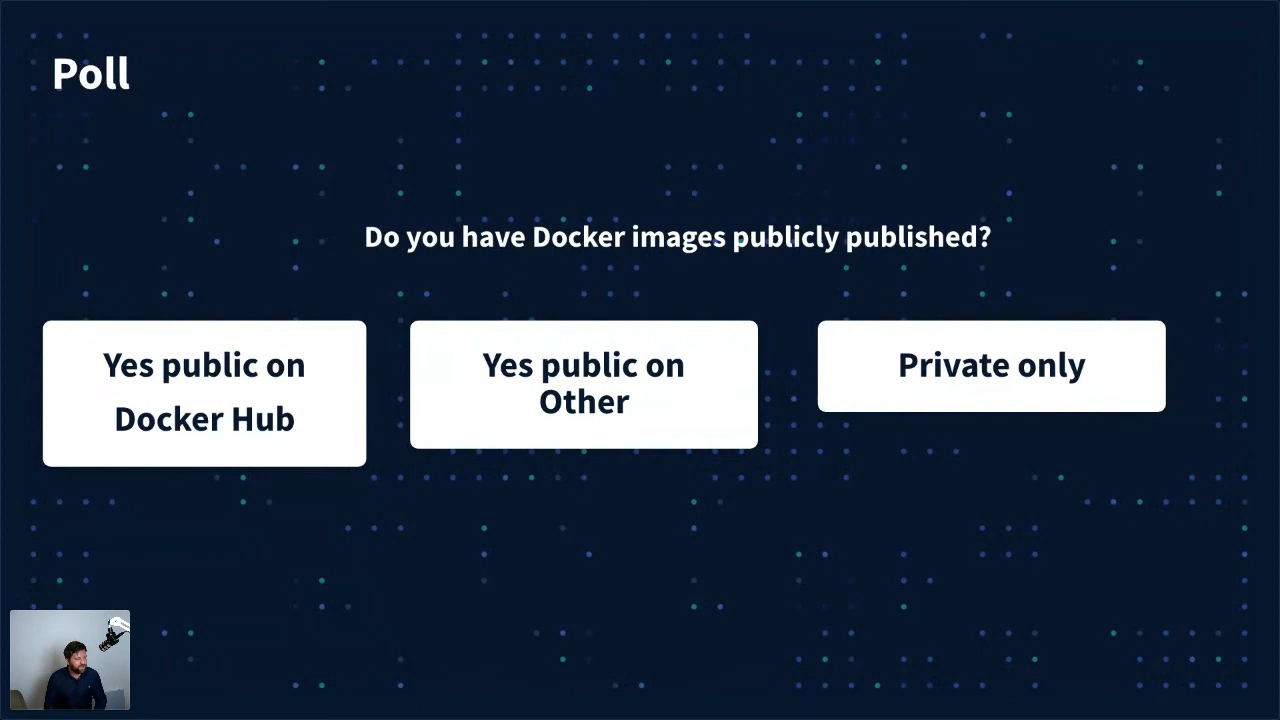 Poll
Do you have Docker images publicly published?
Yes public on
Docker Hub
Yes public on
Other
Private only